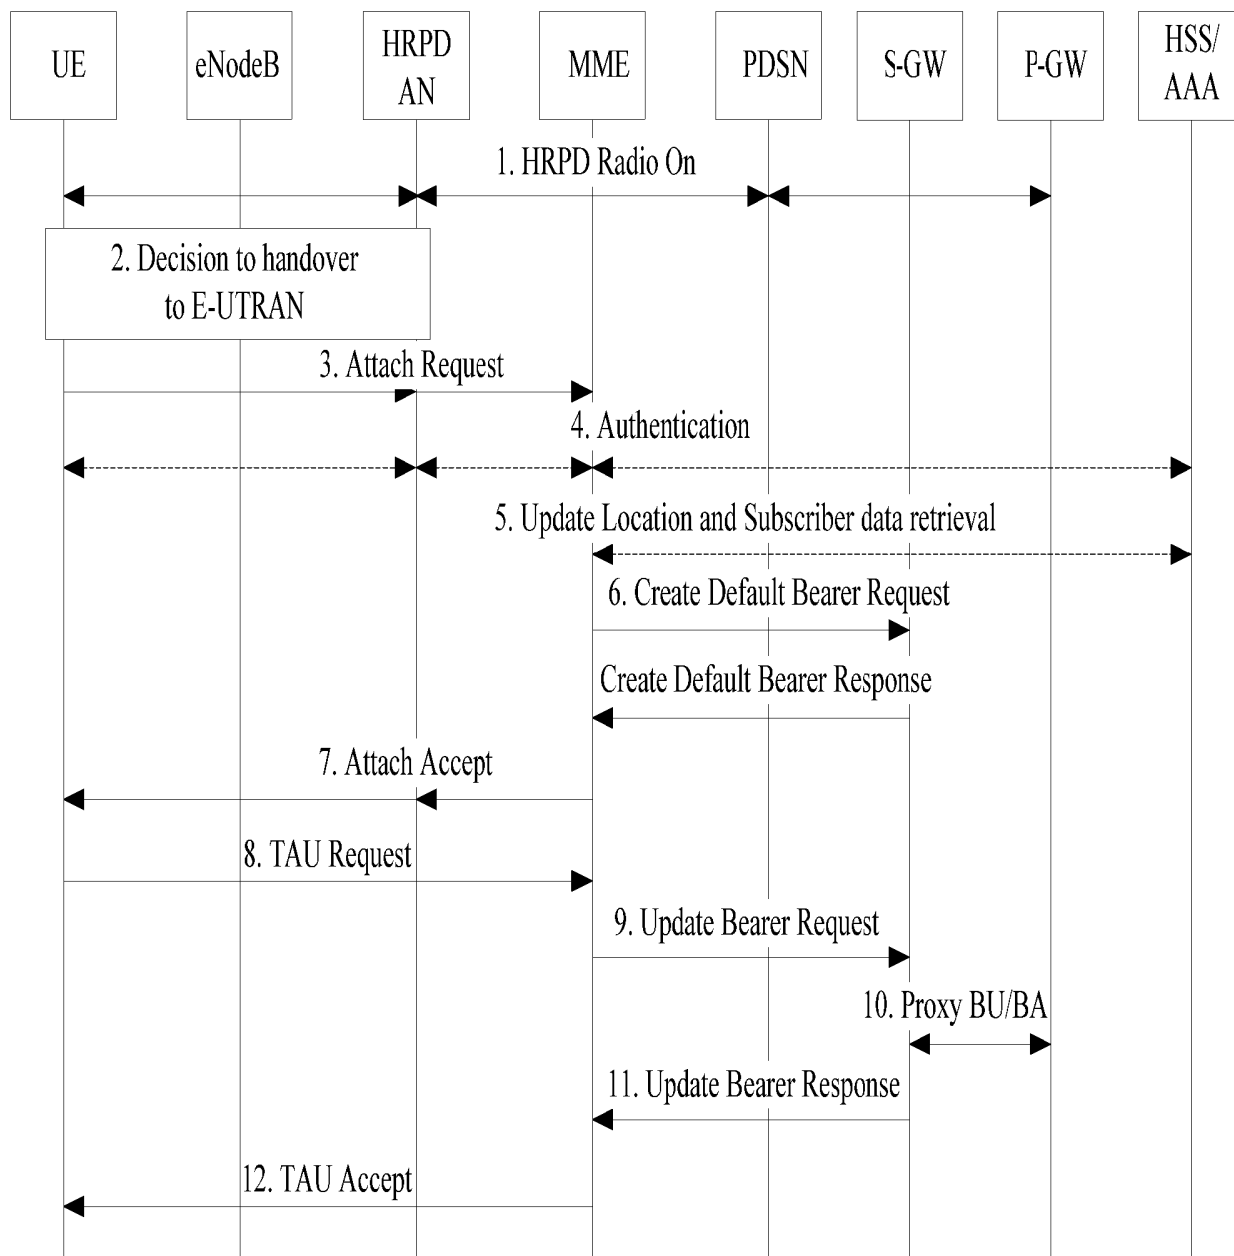 UE
eNodeB
HRPD
AN
MME
PDSN
S-GW
P-GW
HSS/
AAA
1. HRPD Radio On
2. Decision to handover
to E-UTRAN
3. Attach Request
4. Authentication
5. Update Location and Subscriber data retrieval
6. Create Default Bearer Request
Create Default Bearer Response
7. Attach Accept
8. TAU Request
9. Update Bearer Request
10. Proxy BU/BA
11. Update Bearer Response
12. TAU Accept